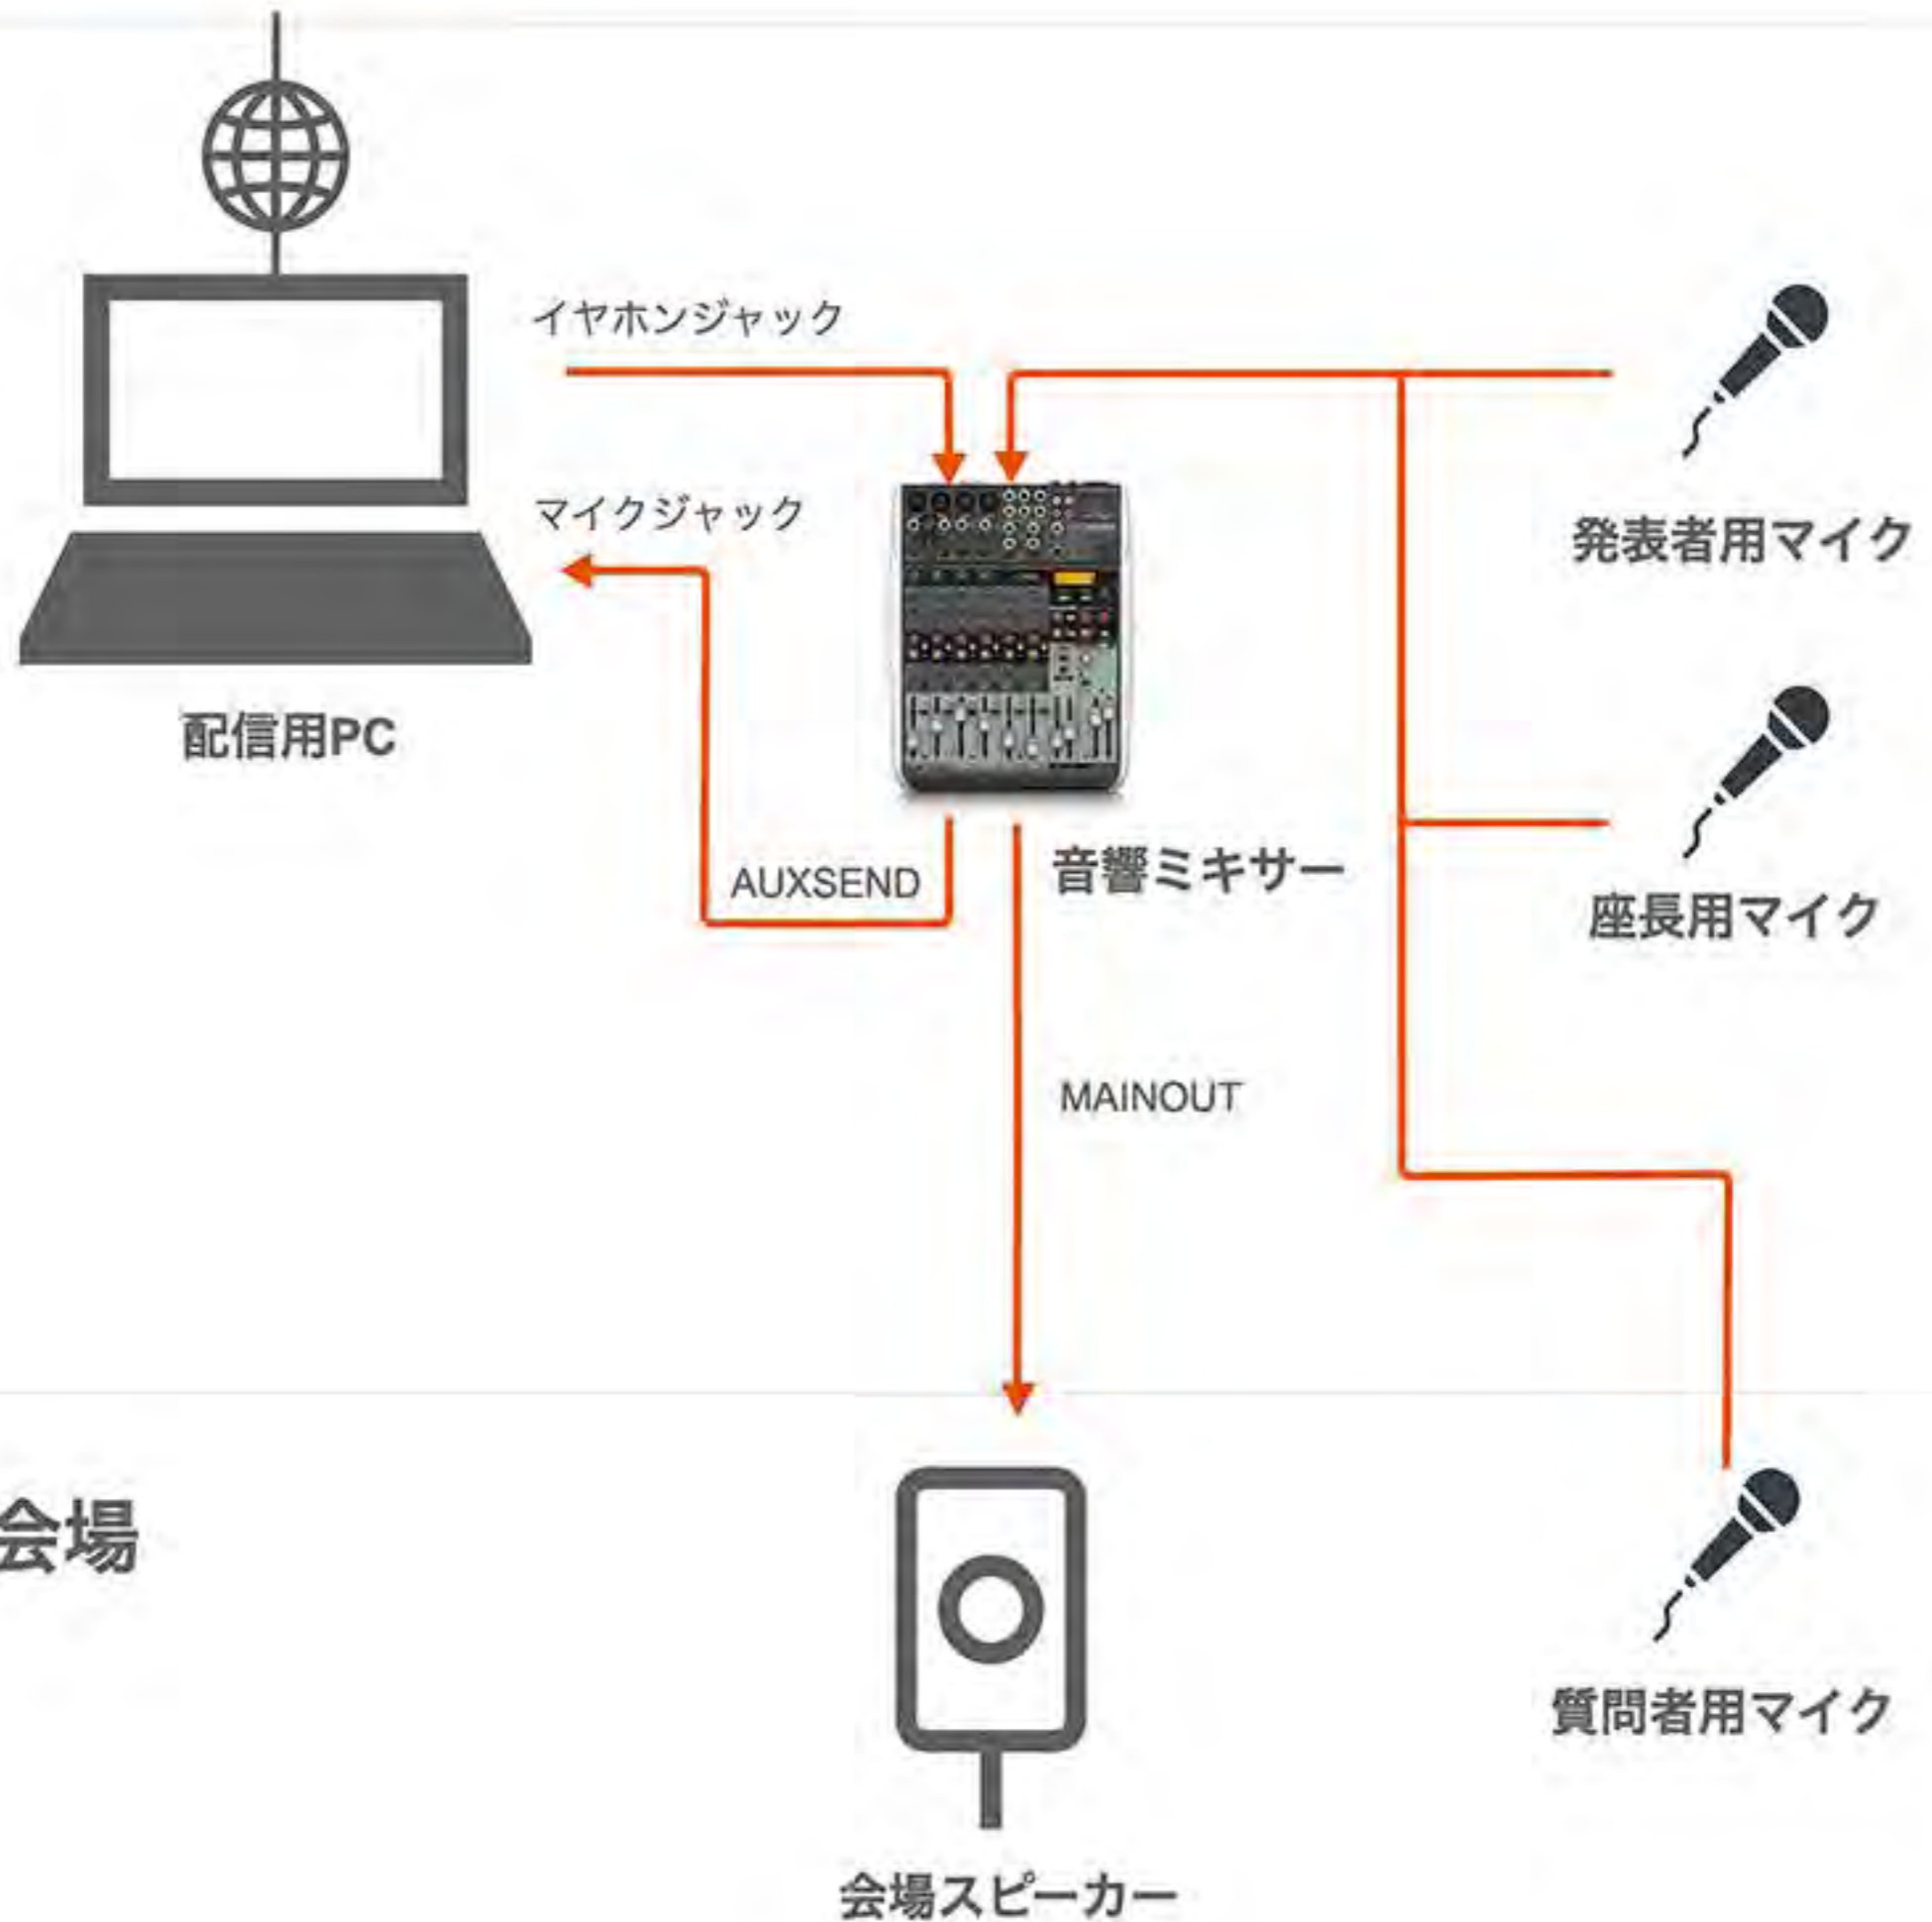 イヤホンジャック
マイクジャック
発表者用マイク
配信用PC
AUXSEND
音響ミキサー
座長用マイク
MAINOUT
会場
質問者用マイク
会場スピーカー